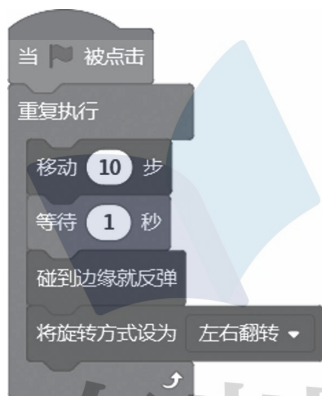 当 被点击
重复执行
移动 10 步
等待 1 秒
碰到边缘就反弹
将旋转方式设为 左右翻转